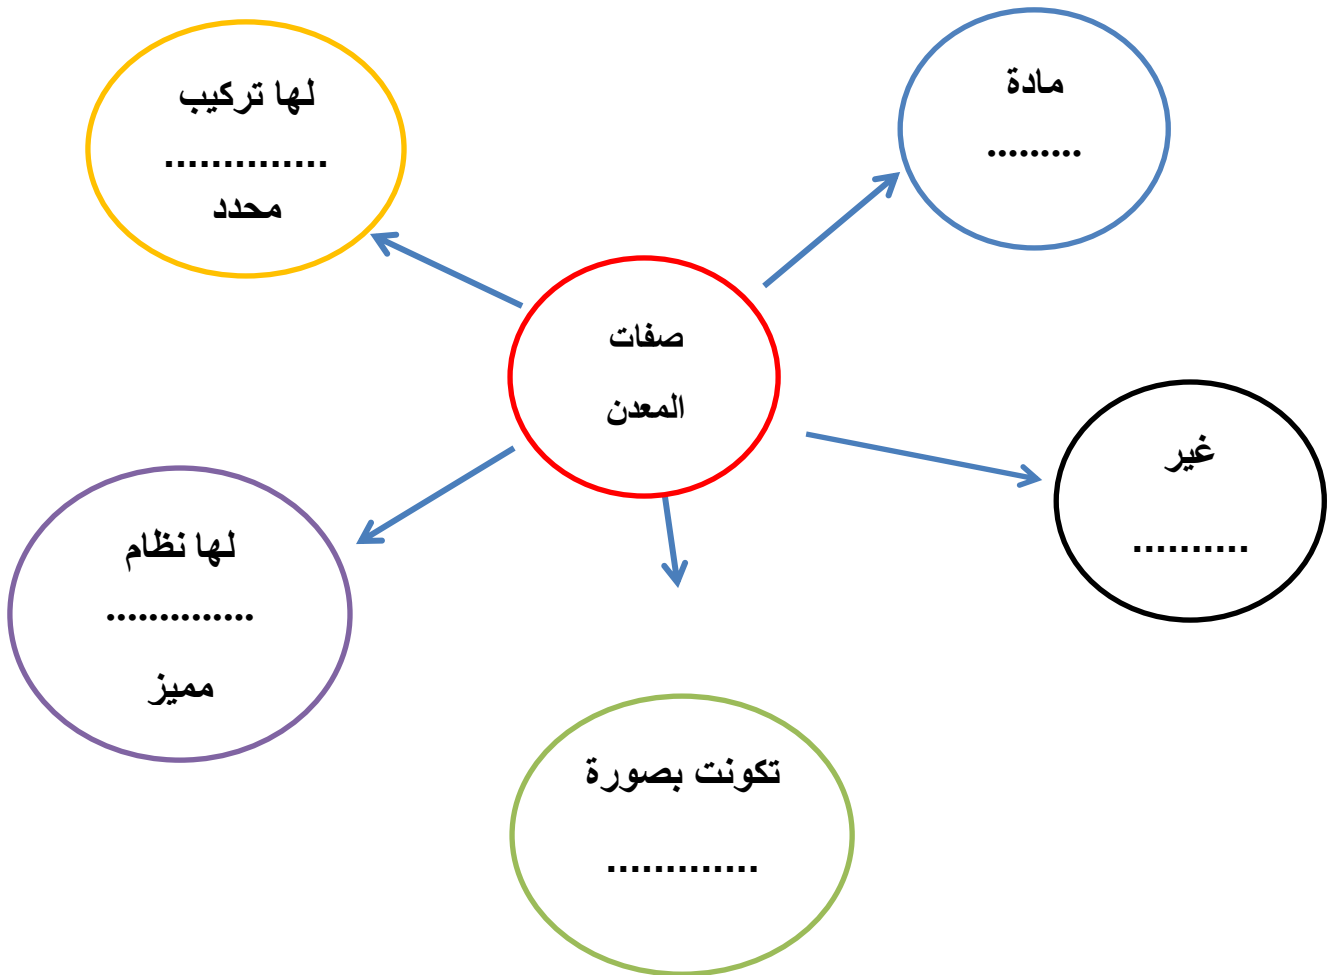 مادة
.........
لها تركيب
..............
محدد
صفات
المعدن
غير
..........
لها نظام
..............
مميز
تكونت بصورة
.............